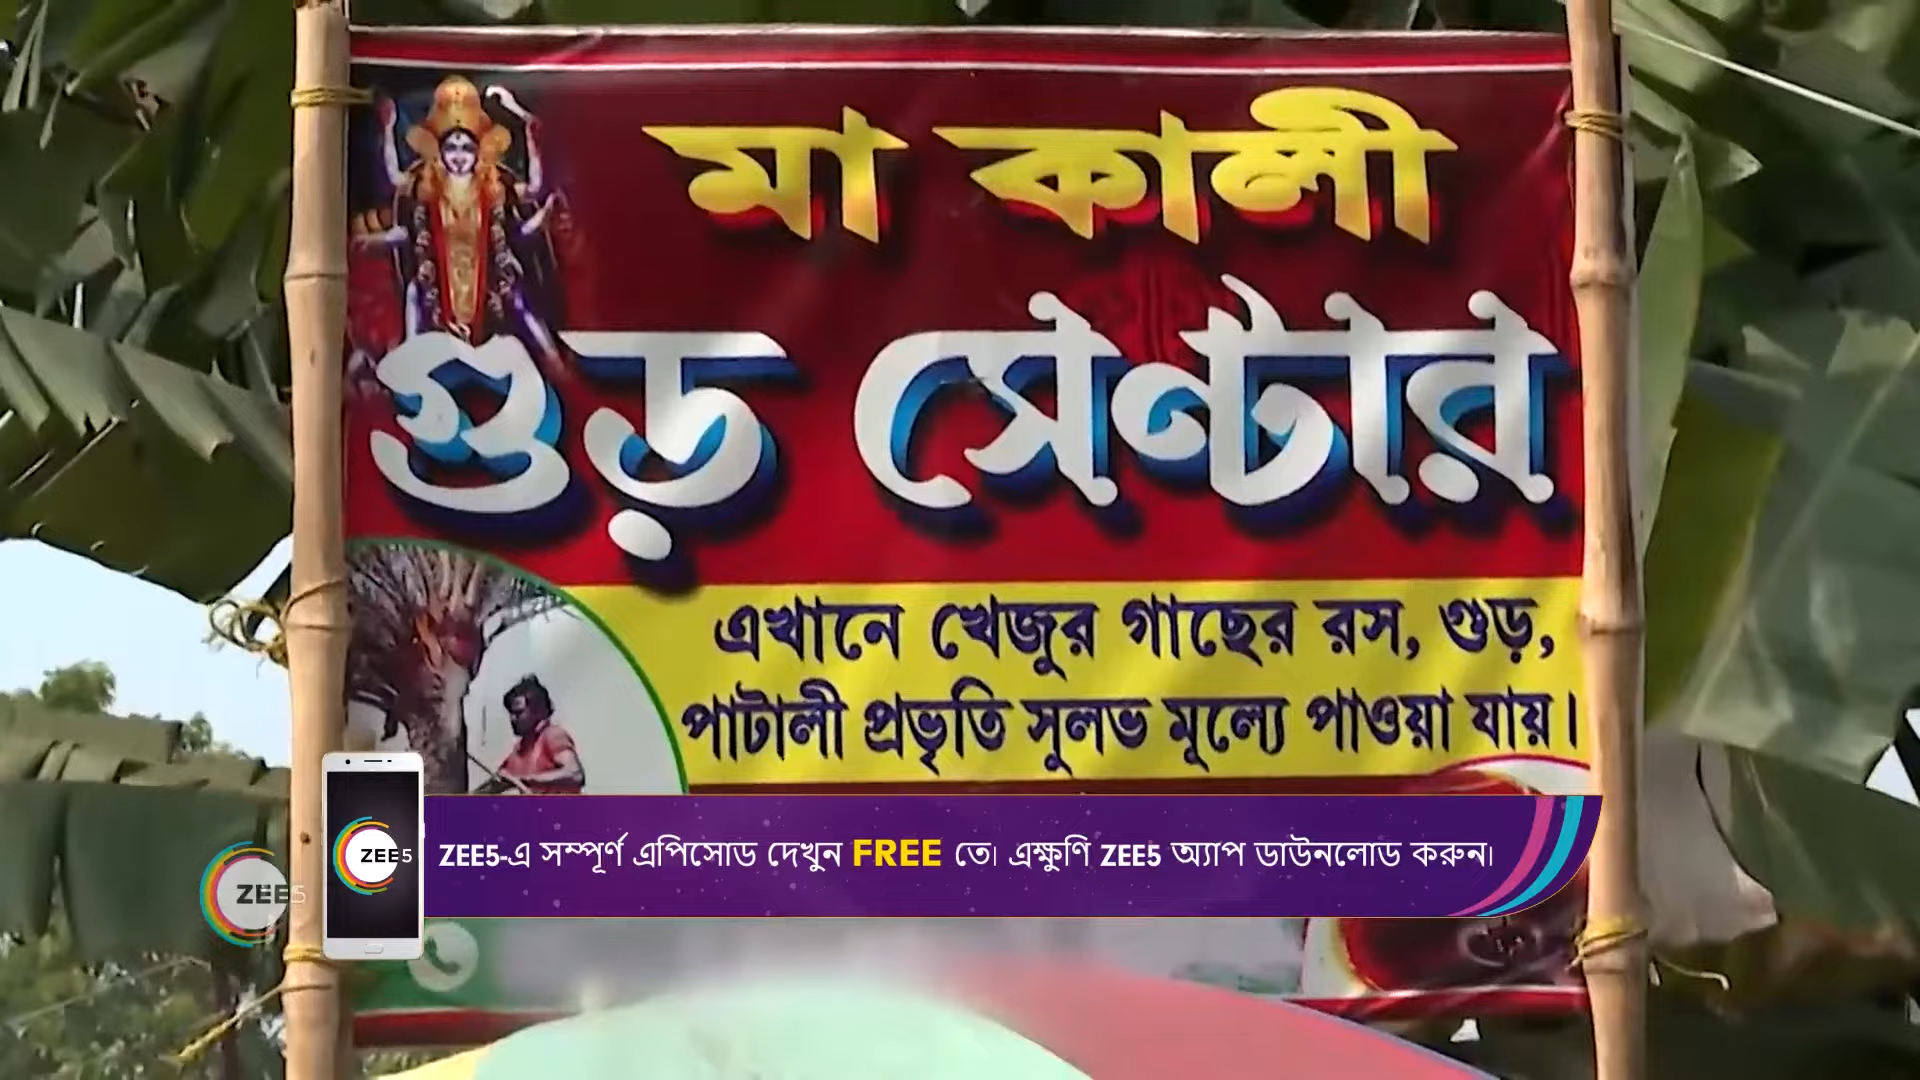 মা কালী
গুড় সেন্টার
এখানে খেজুর গাছের রস, গুড়,
পাটালী প্রভৃতি সুলভ মূল্যে পাওয়া যায়।
ZEE5
ZEE5-এ সম্পূর্ণ এপিসোড দেখুন FREE তে। এক্ষুণি ZEE5 অ্যাপ ডাউনলোড করুন।
ZEE5